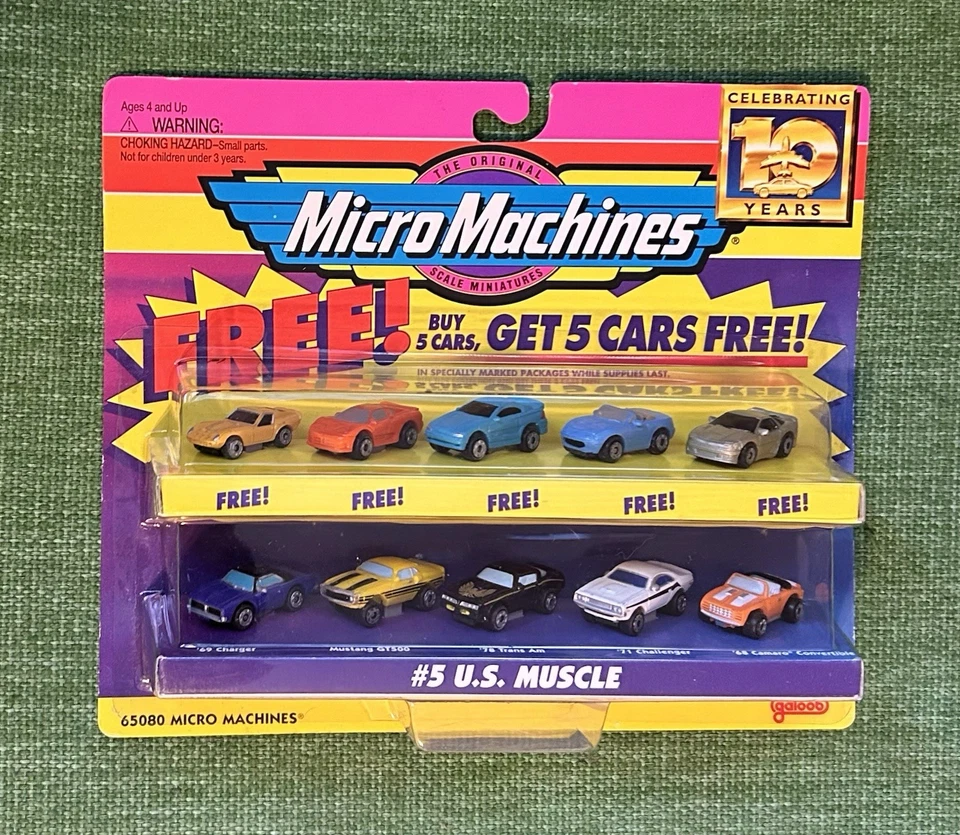 Ages 4 and Up
⚠ WARNING:
CHOKING HAZARD–Small parts.
Not for children under 3 years.
CELEBRATING
10
YEARS
THE ORIGINAL
Micro Machines®
SCALE MINIATURES
FREE!
BUY
5 CARS, GET 5 CARS FREE!
IN SPECIALLY MARKED PACKAGES WHILE SUPPLIES LAST.
FREE! FREE! FREE! FREE! FREE!
'69 Charger Mustang GT500 '78 Trans Am '71 Challenger '68 Camaro® Convertible
#5 U.S. MUSCLE
65080 MICRO MACHINES®
galoob